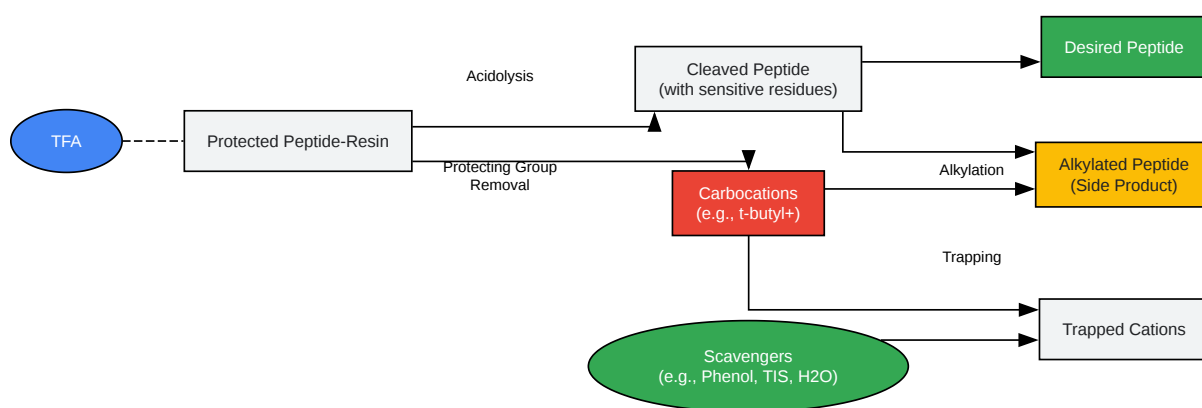 TFA
Protected Peptide-Resin
Acidolysis
Protecting Group
Removal
Cleaved Peptide
(with sensitive residues)
Carbocations
(e.g., t-butyl+)
Scavengers
(e.g., Phenol, TIS, H2O)
Desired Peptide
Alkylation
Alkylated Peptide
(Side Product)
Trapping
Trapped Cations